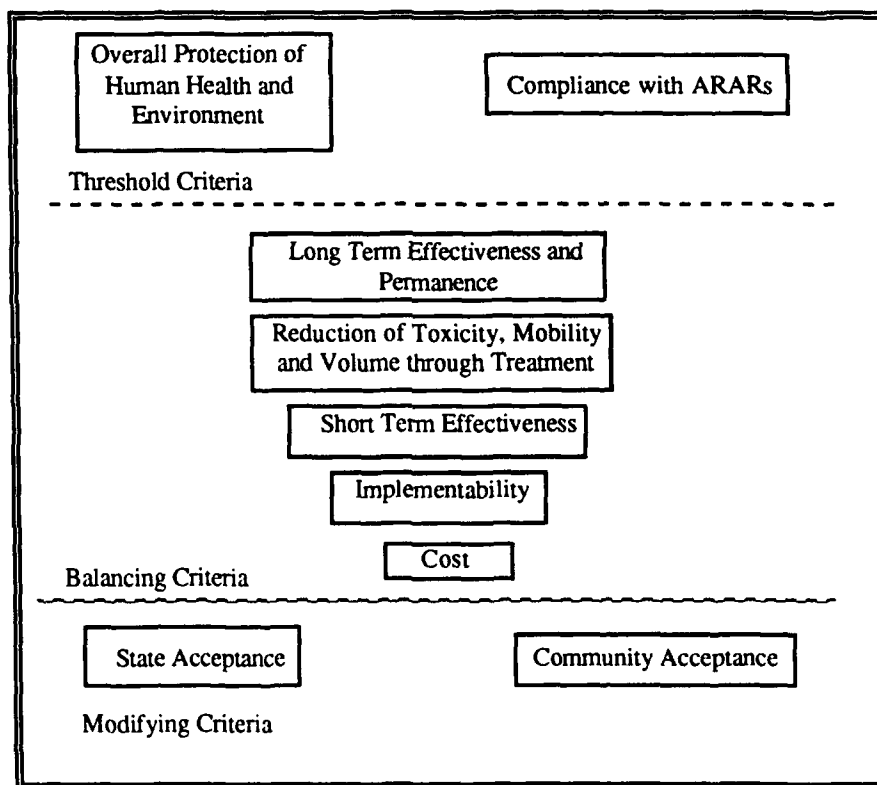 Overall Protection of
Human Health and
Environment
Compliance with ARARs
Threshold Criteria
Long Term Effectiveness and
Permanence
Reduction of Toxicity, Mobility
and Volume through Treatment
Short Term Effectiveness
Implementability
Cost
Balancing Criteria
State Acceptance
Community Acceptance
Modifying Criteria